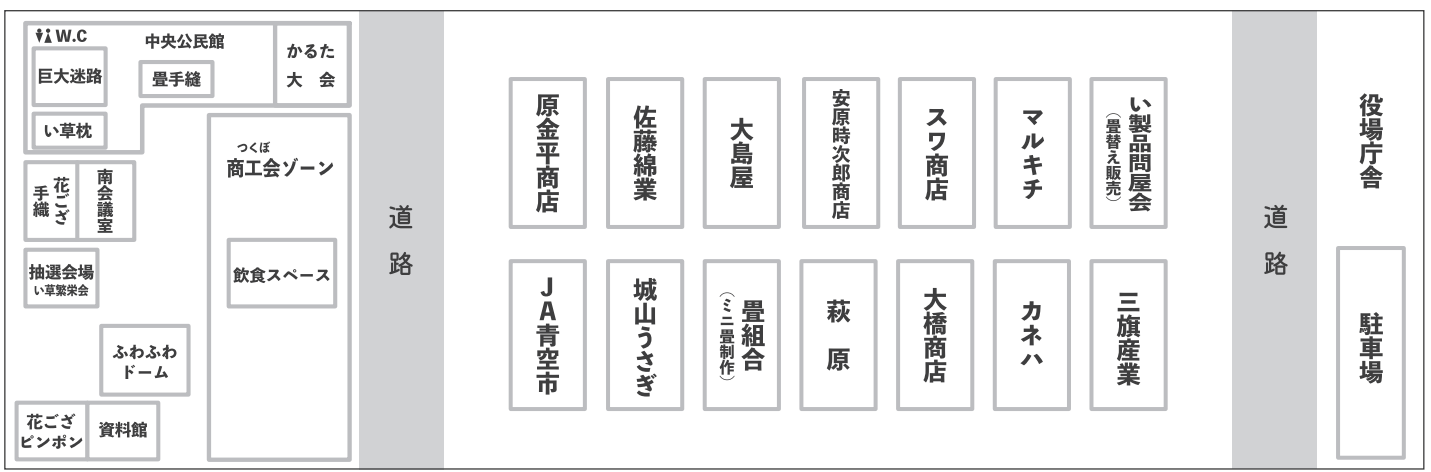 W.C
中央公民館
かるた
大　会
巨大迷路
畳手縫
い草枕
つくぼ
商工会ゾーン
花ござ
手織
南会議室
飲食スペース
抽選会場
い草繁栄会
ふわふわ
ドーム
花ござ
ピンポン
資料館
道路
原金平商店
佐藤綿業
大島屋
安原時次郎商店
スワ商店
マルキチ
い製品問屋会
（畳替え販売）
JA青空市
城山うさぎ
畳組合
（ミニ畳制作）
萩　原
大橋商店
カネハ
三旗産業
道路
役場庁舎
駐車場